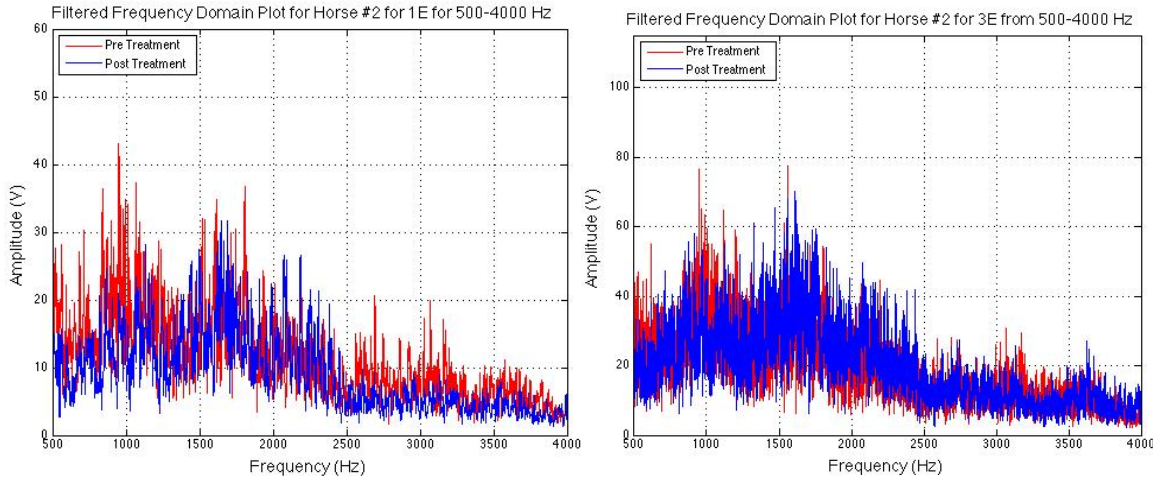 Filtered Frequency Domain Plot for Horse #2 for 1E for 500-4000 Hz
60
50
40
30
20
10
0
Amplitude (V)
Pre Treatment
Post Treatment
500 1000 1500 2000 2500 3000 3500 4000
Frequency (Hz)
Filtered Frequency Domain Plot for Horse #2 for 3E from 500-4000 Hz
100
80
60
40
20
0
Amplitude (V)
Pre Treatment
Post Treatment
500 1000 1500 2000 2500 3000 3500 4000
Frequency (Hz)